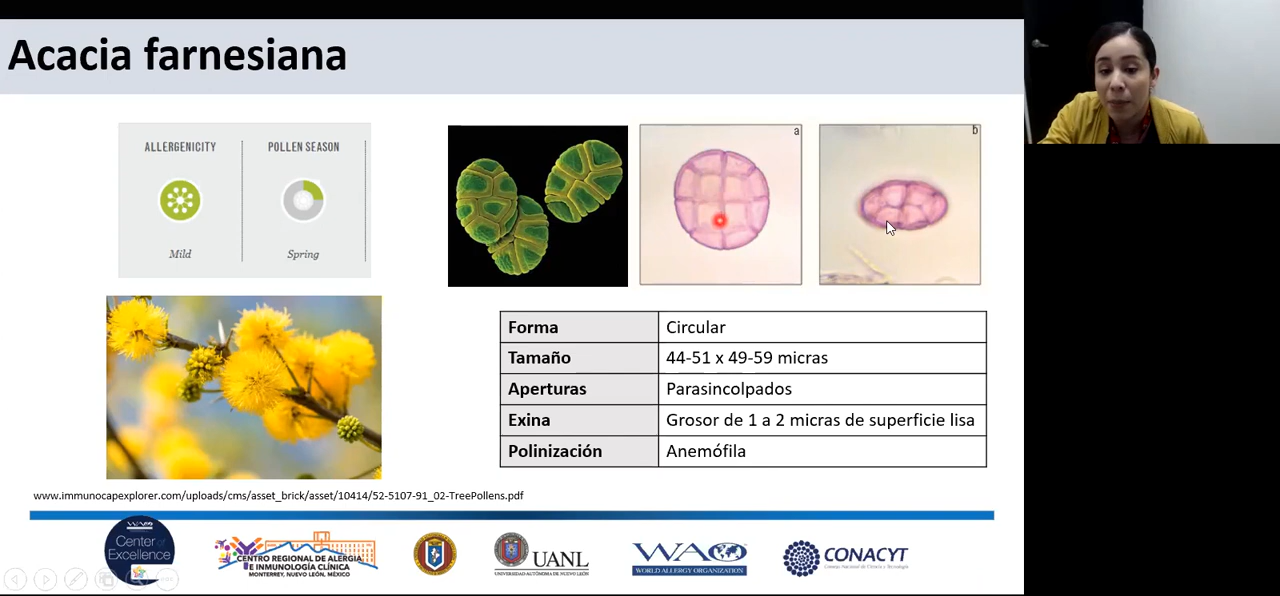 Acacia farnesiana
ALLERGENICITY
POLLEN SEASON
Mild
Spring
a
b
Forma Circular
Tamaño 44-51 x 49-59 micras
Aperturas Parasincolpados
Exina Grosor de 1 a 2 micras de superficie lisa
Polinización Anemófila
www.immunocapexplorer.com/uploads/cms/asset_brick/asset/10414/52-5107-91_02-TreePollens.pdf
WAO
Center of
Excellence
CENTRO REGIONAL DE ALERGIA
E INMUNOLOGÍA CLÍNICA
MONTERREY, NUEVO LEÓN, MÉXICO
UANL
UNIVERSIDAD AUTÓNOMA DE NUEVO LEÓN
WAO
WORLD ALLERGY ORGANIZATION
CONACYT
Consejo Nacional de Ciencia y Tecnología